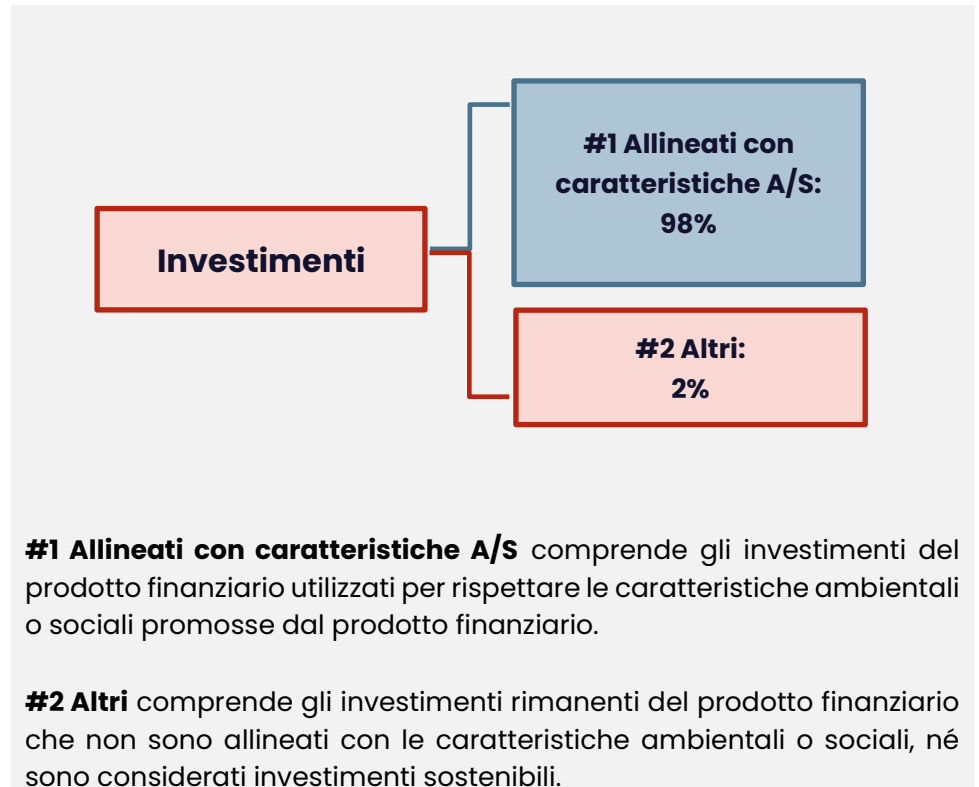 #1 Allineati con
caratteristiche A/S:
98%
Investimenti
#2 Altri:
2%
#1 Allineati con caratteristiche A/S comprende gli investimenti del
prodotto finanziario utilizzati per rispettare le caratteristiche ambientali
o sociali promosse dal prodotto finanziario.
#2 Altri comprende gli investimenti rimanenti del prodotto finanziario
che non sono allineati con le caratteristiche ambientali o sociali, né
sono considerati investimenti sostenibili.